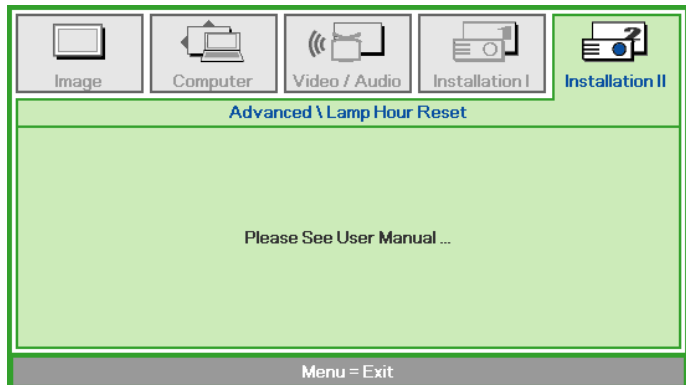 Image
Computer
Video / Audio
Installation I
Installation II
Advanced \ Lamp Hour Reset
Please See User Manual ...
Menu = Exit